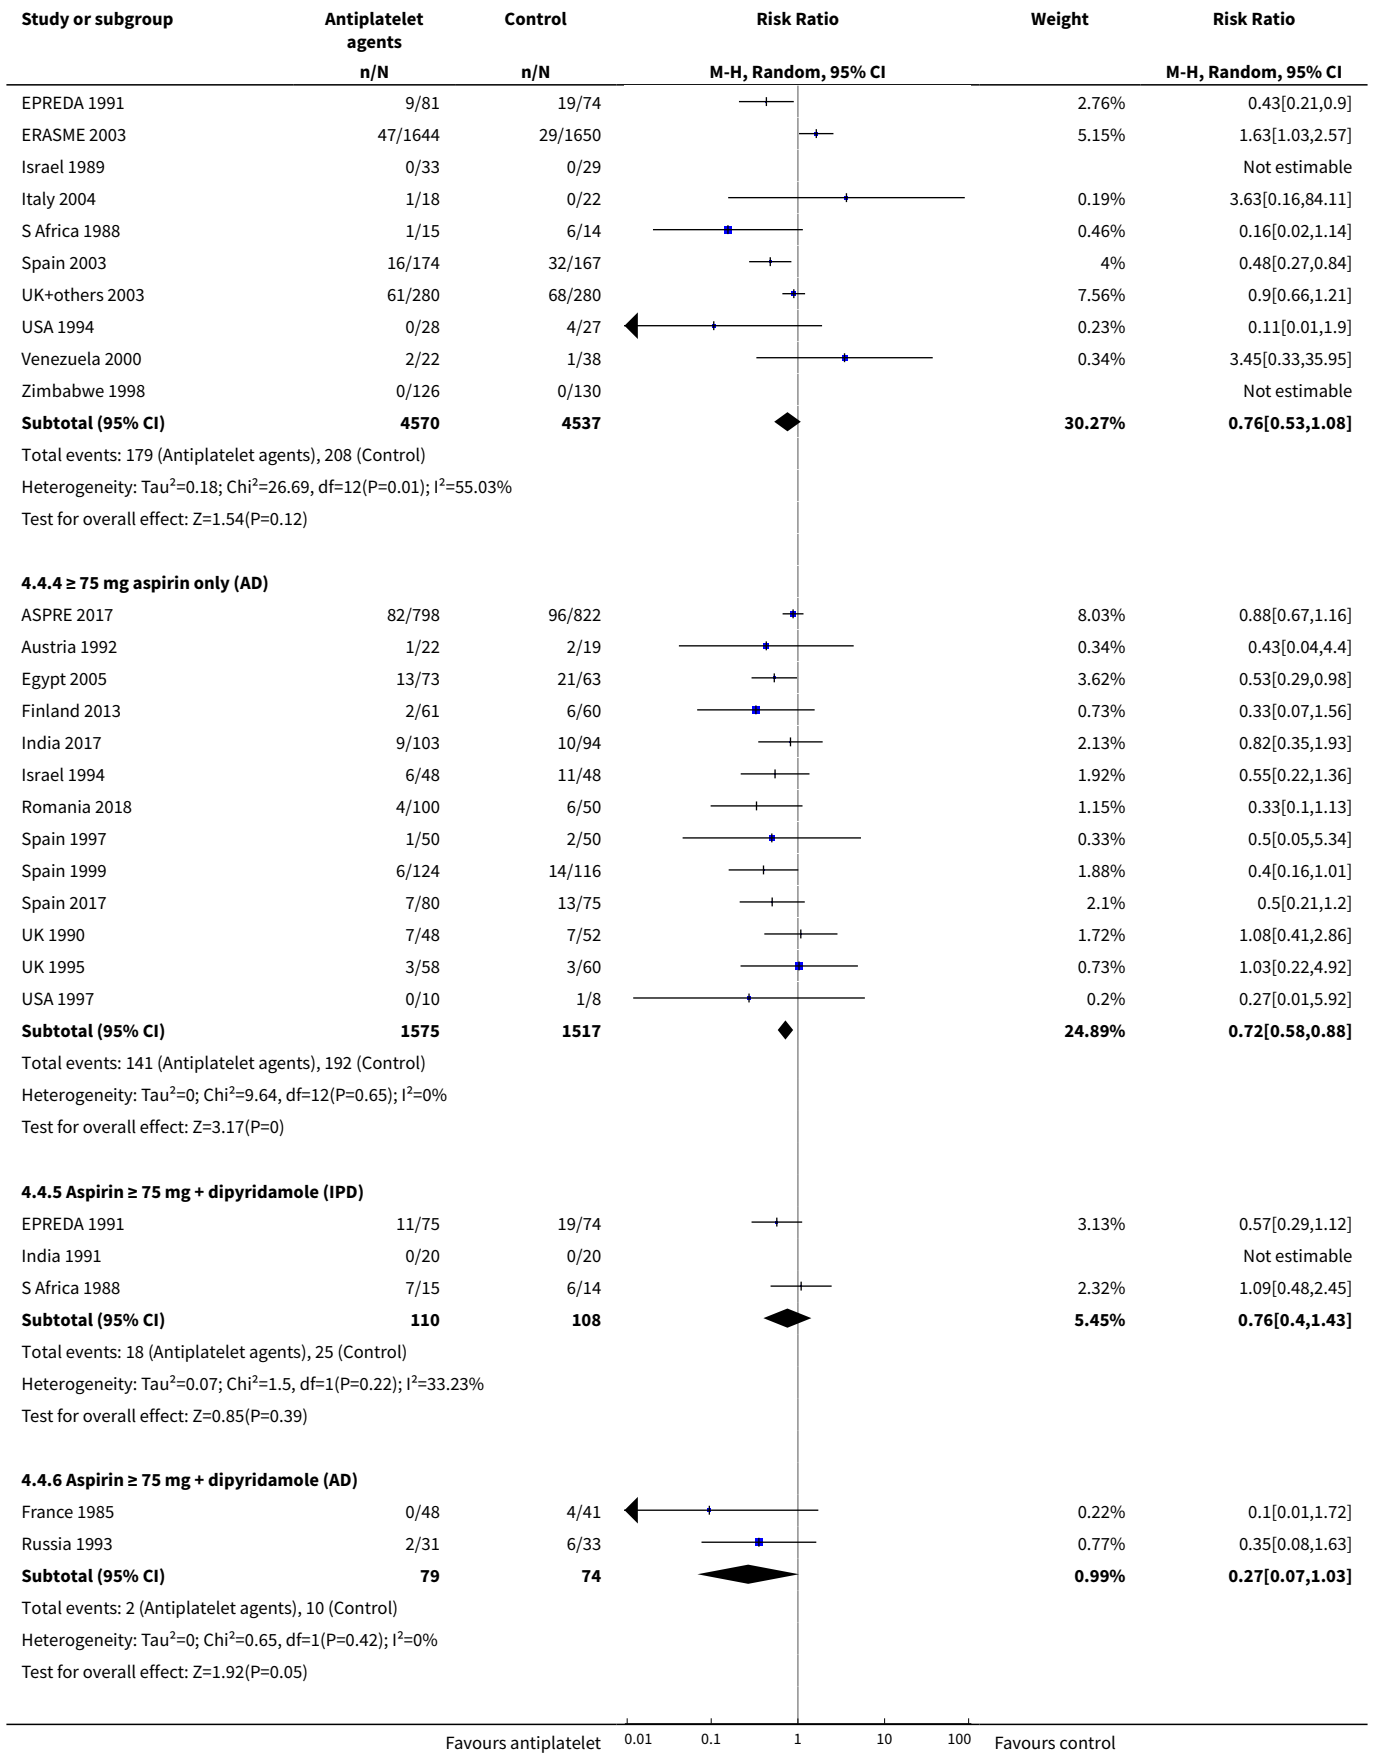 Study or subgroup Antiplatelet agents Control Risk Ratio Weight Risk Ratio
n/N n/N M-H, Random, 95% CI M-H, Random, 95% CI
EPREDA 1991 9/81 19/74 2.76% 0.43[0.21,0.9]
ERASME 2003 47/1644 29/1650 5.15% 1.63[1.03,2.57]
Israel 1989 0/33 0/29 Not estimable
Italy 2004 1/18 0/22 0.19% 3.63[0.16,84.11]
S Africa 1988 1/15 6/14 0.46% 0.16[0.02,1.14]
Spain 2003 16/174 32/167 4% 0.48[0.27,0.84]
UK+others 2003 61/280 68/280 7.56% 0.9[0.66,1.21]
USA 1994 0/28 4/27 0.23% 0.11[0.01,1.9]
Venezuela 2000 2/22 1/38 0.34% 3.45[0.33,35.95]
Zimbabwe 1998 0/126 0/130 Not estimable
Subtotal (95% CI) 4570 4537 30.27% 0.76[0.53,1.08]
Total events: 179 (Antiplatelet agents), 208 (Control)
Heterogeneity: Tau²=0.18; Chi²=26.69, df=12(P=0.01); I²=55.03%
Test for overall effect: Z=1.54(P=0.12)
4.4.4 ≥ 75 mg aspirin only (AD)
ASPRE 2017 82/798 96/822 8.03% 0.88[0.67,1.16]
Austria 1992 1/22 2/19 0.34% 0.43[0.04,4.4]
Egypt 2005 13/73 21/63 3.62% 0.53[0.29,0.98]
Finland 2013 2/61 6/60 0.73% 0.33[0.07,1.56]
India 2017 9/103 10/94 2.13% 0.82[0.35,1.93]
Israel 1994 6/48 11/48 1.92% 0.55[0.22,1.36]
Romania 2018 4/100 6/50 1.15% 0.33[0.1,1.13]
Spain 1997 1/50 2/50 0.33% 0.5[0.05,5.34]
Spain 1999 6/124 14/116 1.88% 0.4[0.16,1.01]
Spain 2017 7/80 13/75 2.1% 0.5[0.21,1.2]
UK 1990 7/48 7/52 1.72% 1.08[0.41,2.86]
UK 1995 3/58 3/60 0.73% 1.03[0.22,4.92]
USA 1997 0/10 1/8 0.2% 0.27[0.01,5.92]
Subtotal (95% CI) 1575 1517 24.89% 0.72[0.58,0.88]
Total events: 141 (Antiplatelet agents), 192 (Control)
Heterogeneity: Tau²=0; Chi²=9.64, df=12(P=0.65); I²=0%
Test for overall effect: Z=3.17(P=0)
4.4.5 Aspirin ≥ 75 mg + dipyridamole (IPD)
EPREDA 1991 11/75 19/74 3.13% 0.57[0.29,1.12]
India 1991 0/20 0/20 Not estimable
S Africa 1988 7/15 6/14 2.32% 1.09[0.48,2.45]
Subtotal (95% CI) 110 108 5.45% 0.76[0.4,1.43]
Total events: 18 (Antiplatelet agents), 25 (Control)
Heterogeneity: Tau²=0.07; Chi²=1.5, df=1(P=0.22); I²=33.23%
Test for overall effect: Z=0.85(P=0.39)
4.4.6 Aspirin ≥ 75 mg + dipyridamole (AD)
France 1985 0/48 4/41 0.22% 0.1[0.01,1.72]
Russia 1993 2/31 6/33 0.77% 0.35[0.08,1.63]
Subtotal (95% CI) 79 74 0.99% 0.27[0.07,1.03]
Total events: 2 (Antiplatelet agents), 10 (Control)
Heterogeneity: Tau²=0; Chi²=0.65, df=1(P=0.42); I²=0%
Test for overall effect: Z=1.92(P=0.05)
Favours antiplatelet 0.01 0.1 1 10 100 Favours control